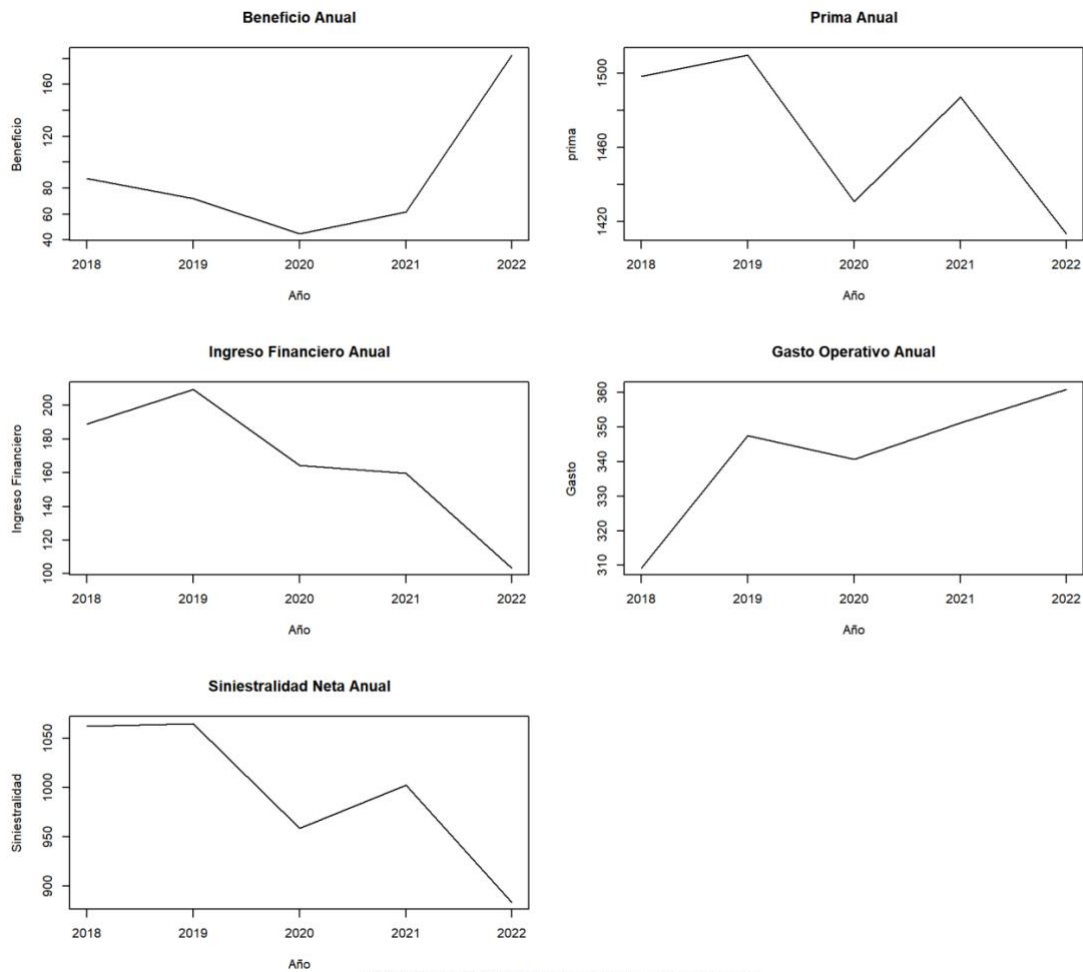 Beneficio Anual
Beneficio
40 60 80 120 160
2018 2019 2020 2021 2022
Año
Prima Anual
prima
1420 1460 1500
2018 2019 2020 2021 2022
Año
Ingreso Financiero Anual
Ingreso Financiero
100 120 140 160 180 200
2018 2019 2020 2021 2022
Año
Gasto Operativo Anual
Gasto
310 320 330 340 350 360
2018 2019 2020 2021 2022
Año
Siniestralidad Neta Anual
Siniestralidad
900 950 1000 1050
2018 2019 2020 2021 2022
Año